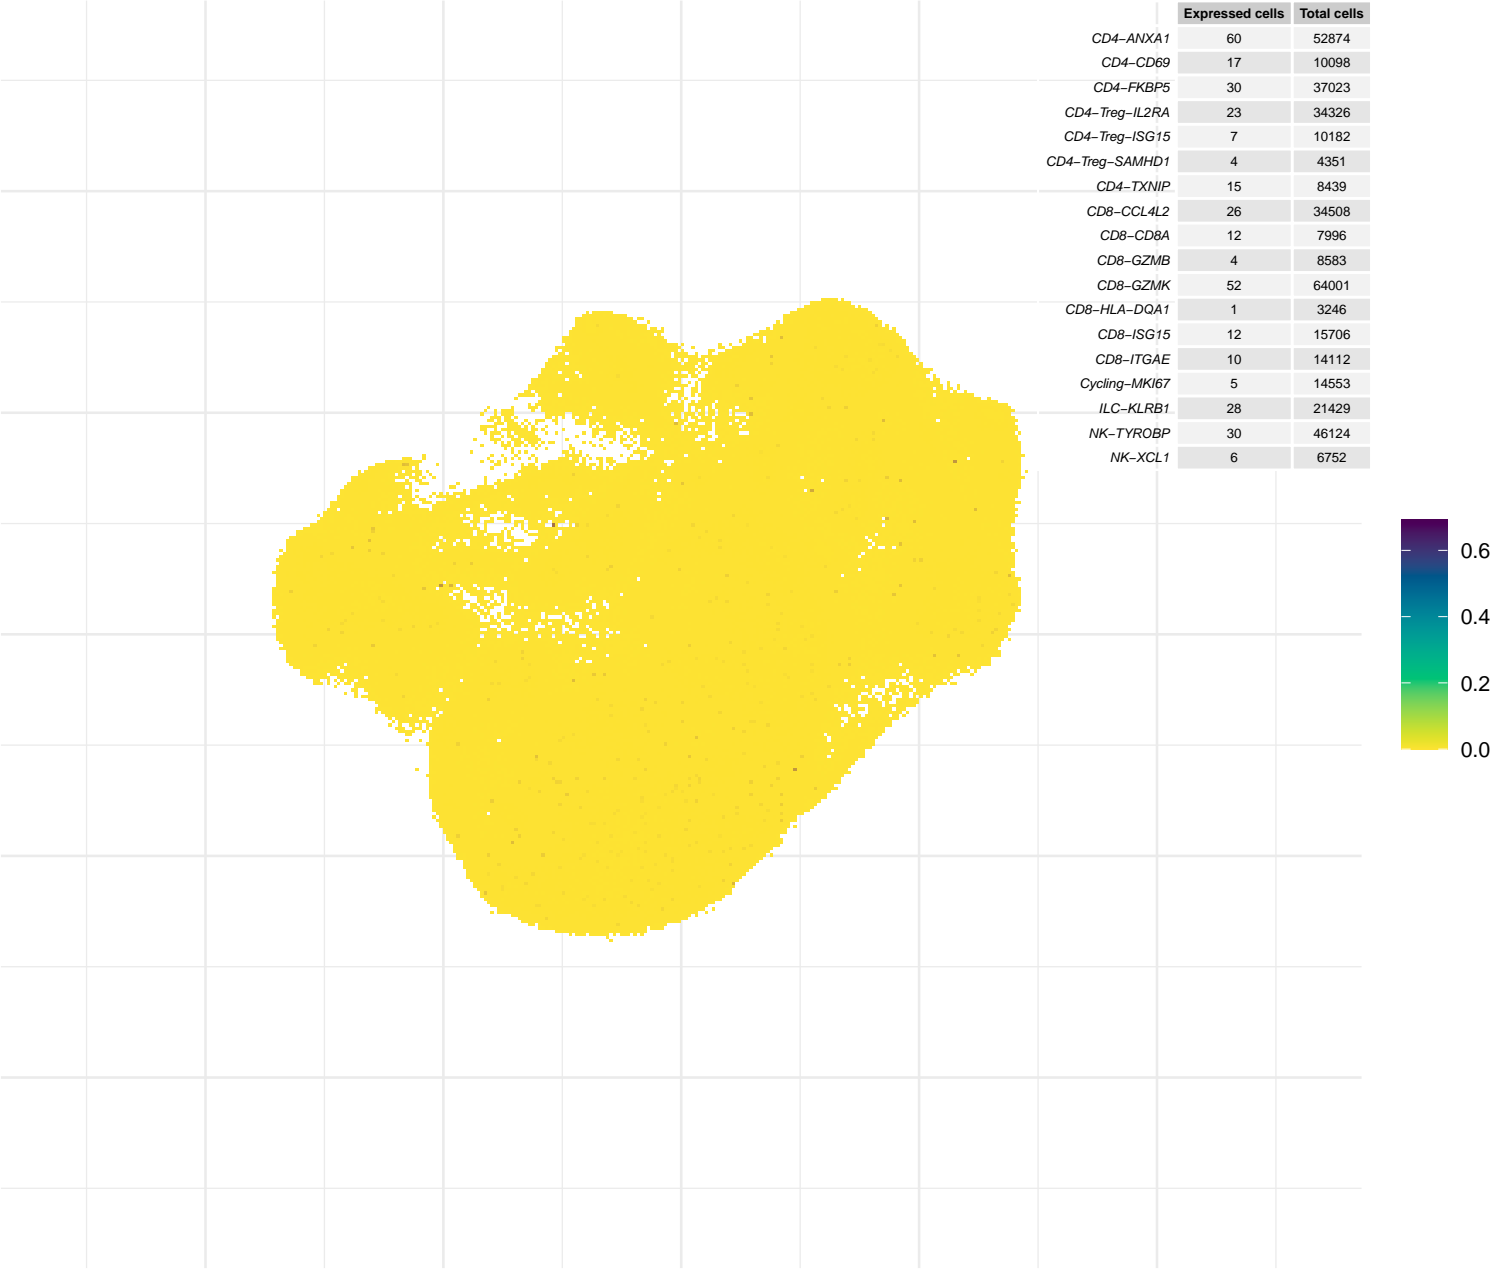 Expressed cells Total cells
CD4−ANXA1 60 52874
CD4−CD69 17 10098
CD4−FKBP5 30 37023
CD4−Treg−IL2RA 23 34326
CD4−Treg−ISG15 7 10182
CD4−Treg−SAMHD1 4 4351
CD4−TXNIP 15 8439
CD8−CCL4L2 26 34508
CD8−CD8A 12 7996
CD8−GZMB 4 8583
CD8−GZMK 52 64001
CD8−HLA−DQA1 1 3246
CD8−ISG15 12 15706
CD8−ITGAE 10 14112
Cycling−MKI67 5 14553
ILC−KLRB1 28 21429
NK−TYROBP 30 46124
NK−XCL1 6 6752
0.6
0.4
0.2
0.0